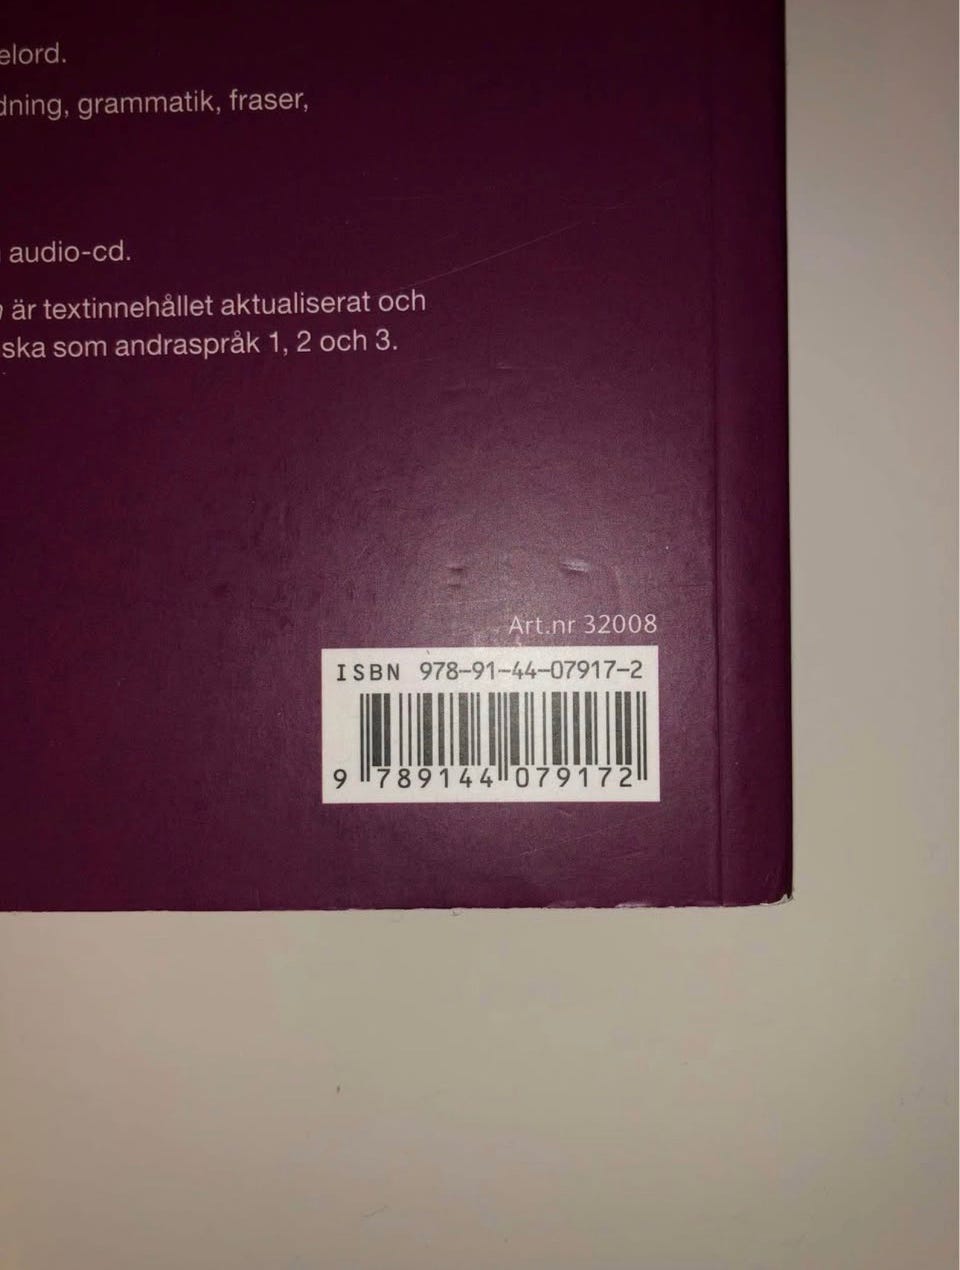 elord.
dning, grammatik, fraser,
audio-cd.
är textinnehållet aktualiserat och
ska som andraspråk 1, 2 och 3.
Art.nr 32008
ISBN 978-91-44-07917-2
9 789144 079172